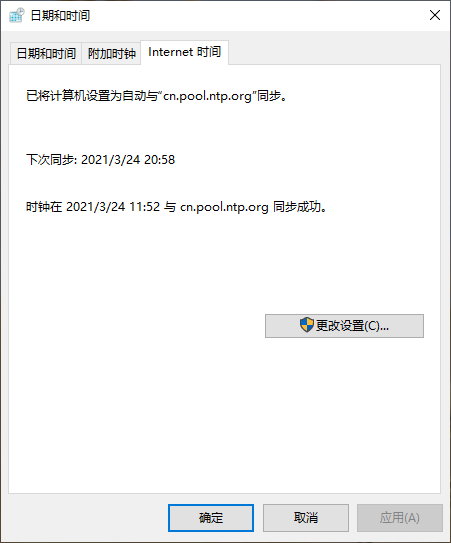 日期和时间
日期和时间 附加时钟 Internet 时间
已将计算机设置为自动与“cn.pool.ntp.org”同步。
下次同步: 2021/3/24 20:58
时钟在 2021/3/24 11:52 与 cn.pool.ntp.org 同步成功。
更改设置(C)...
确定 取消 应用(A)